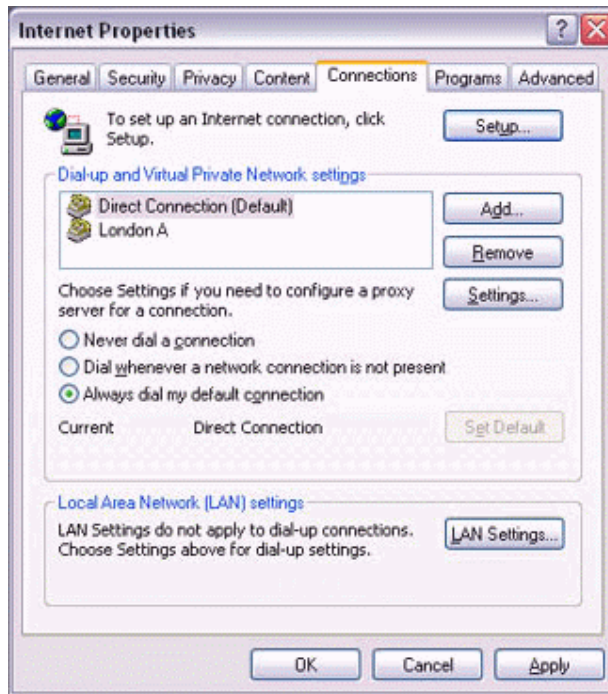 Internet Properties
General Security Privacy Content Connections Programs Advanced
To set up an Internet connection, click
Setup.
Setup...
Dial-up and Virtual Private Network settings
Direct Connection (Default)
London A
Add...
Remove
Choose Settings if you need to configure a proxy
server for a connection.
Settings...
Never dial a connection
Dial whenever a network connection is not present
Always dial my default connection
Current Direct Connection
Set Default
Local Area Network (LAN) settings
LAN Settings do not apply to dial-up connections.
Choose Settings above for dial-up settings.
LAN Settings...
OK Cancel Apply